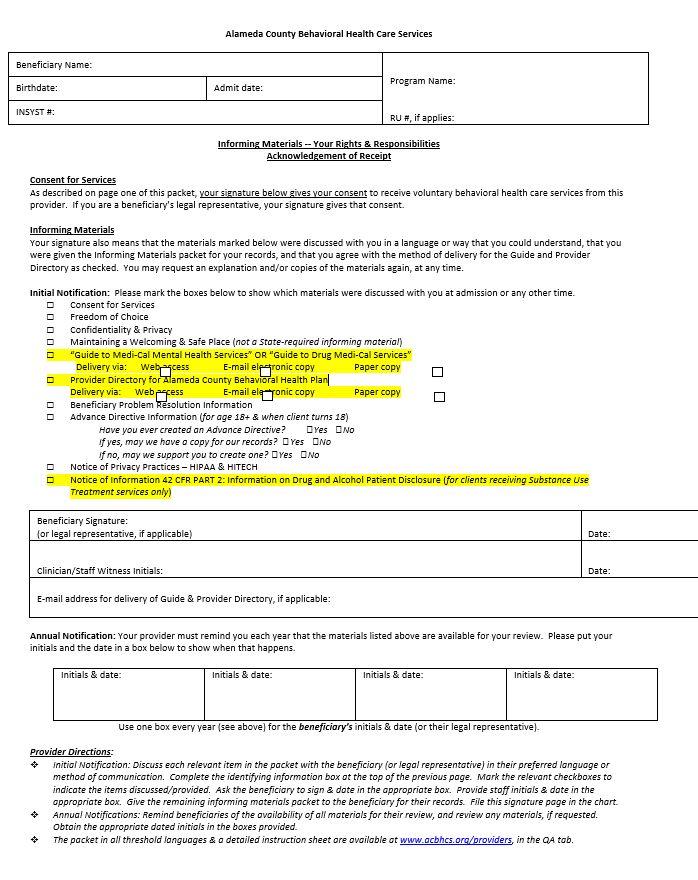 Alameda County Behavioral Health Care Services
Beneficiary Name:
Program Name:
Birthdate:
Admit date:
INSYST #:
RU #, if applies:
Informing Materials -- Your Rights & Responsibilities
Acknowledgement of Receipt
Consent for Services
As described on page one of this packet, your signature below gives your consent to receive voluntary behavioral health care services from this
provider. If you are a beneficiary's legal representative, your signature gives that consent.
Informing Materials
Your signature also means that the materials marked below were discussed with you in a language or way that you could understand, that you
were given the Informing Materials packet for your records, and that you agree with the method of delivery for the Guide and Provider
Directory as checked. You may request an explanation and/or copies of the materials again, at any time.
Initial Notification: Please mark the boxes below to show which materials were discussed with you at admission or any other time.
☐ Consent for Services
☐ Freedom of Choice
☐ Confidentiality & Privacy
☐ Maintaining a Welcoming & Safe Place (not a State-required informing material)
☐ "Guide to Medi-Cal Mental Health Services" OR "Guide to Drug Medi-Cal Services"
Delivery via: Web access E-mail electronic copy Paper copy
☐ Provider Directory for Alameda County Behavioral Health Plan
Delivery via: Web access E-mail electronic copy Paper copy
☐ Beneficiary Problem Resolution Information
☐ Advance Directive Information (for age 18+ & when client turns 18)
Have you ever created an Advance Directive? ☐Yes ☐No
If yes, may we have a copy for our records? ☐Yes ☐No
If no, may we support you to create one? ☐Yes ☐No
☐ Notice of Privacy Practices – HIPAA & HITECH
☐ Notice of Information 42 CFR PART 2: Information on Drug and Alcohol Patient Disclosure (for clients receiving Substance Use
Treatment services only)
Beneficiary Signature:
(or legal representative, if applicable)
Date:
Clinician/Staff Witness Initials:
Date:
E-mail address for delivery of Guide & Provider Directory, if applicable:
Annual Notification: Your provider must remind you each year that the materials listed above are available for your review. Please put your
initials and the date in a box below to show when that happens.
Initials & date: Initials & date: Initials & date: Initials & date:
Use one box every year (see above) for the beneficiary's initials & date (or their legal representative).
Provider Directions:
❖ Initial Notification: Discuss each relevant item in the packet with the beneficiary (or legal representative) in their preferred language or
method of communication. Complete the identifying information box at the top of the previous page. Mark the relevant checkboxes to
indicate the items discussed/provided. Ask the beneficiary to sign & date in the appropriate box. Provide staff initials & date in the
appropriate box. Give the remaining informing materials packet to the beneficiary for their records. File this signature page in the chart.
❖ Annual Notifications: Remind beneficiaries of the availability of all materials for their review, and review any materials, if requested.
Obtain the appropriate dated initials in the boxes provided.
❖ The packet in all threshold languages & a detailed instruction sheet are available at www.acbhcs.org/providers, in the QA tab.